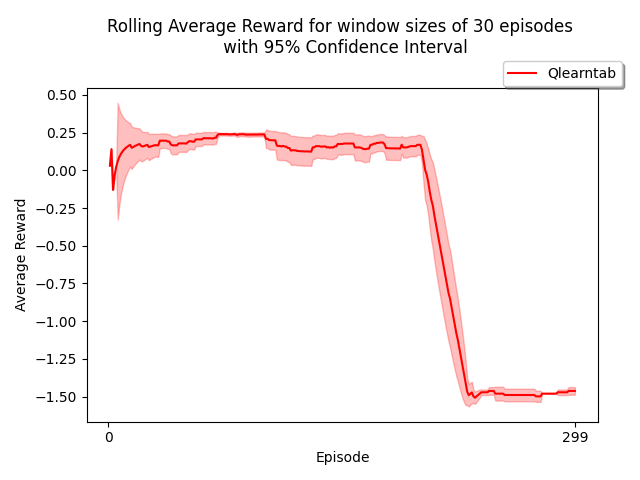 Rolling Average Reward for window sizes of 30 episodes
with 95% Confidence Interval
Qlearntab
0.50
0.25
0.00
−0.25
−0.50
−0.75
−1.00
−1.25
−1.50
Average Reward
0 299
Episode